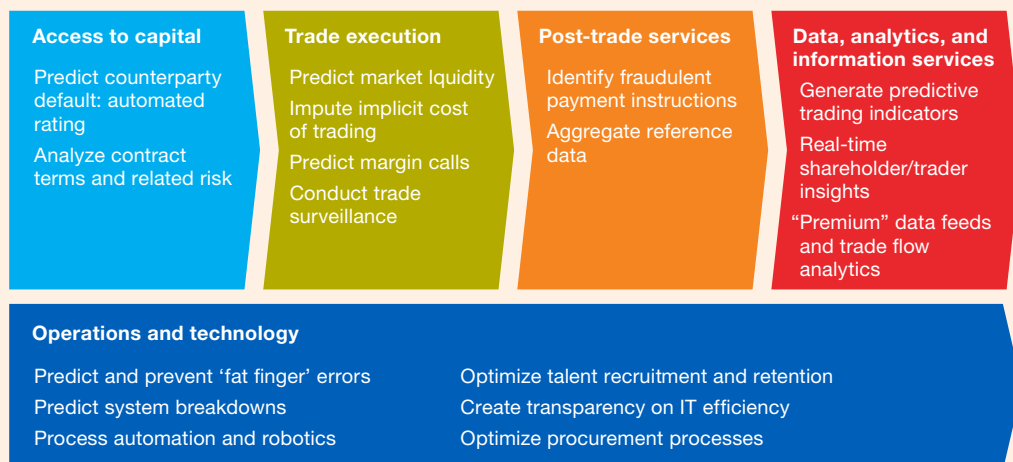 Access to capital
Predict counterparty
default: automated
rating
Analyze contract
terms and related risk
Trade execution
Predict market lquidity
Impute implicit cost
of trading
Predict margin calls
Conduct trade
surveillance
Post-trade services
Identify fraudulent
payment instructions
Aggregate reference
data
Data, analytics, and
information services
Generate predictive
trading indicators
Real-time
shareholder/trader
insights
“Premium” data feeds
and trade flow
analytics
Operations and technology
Predict and prevent ‘fat finger’ errors
Predict system breakdowns
Process automation and robotics
Optimize talent recruitment and retention
Create transparency on IT efficiency
Optimize procurement processes